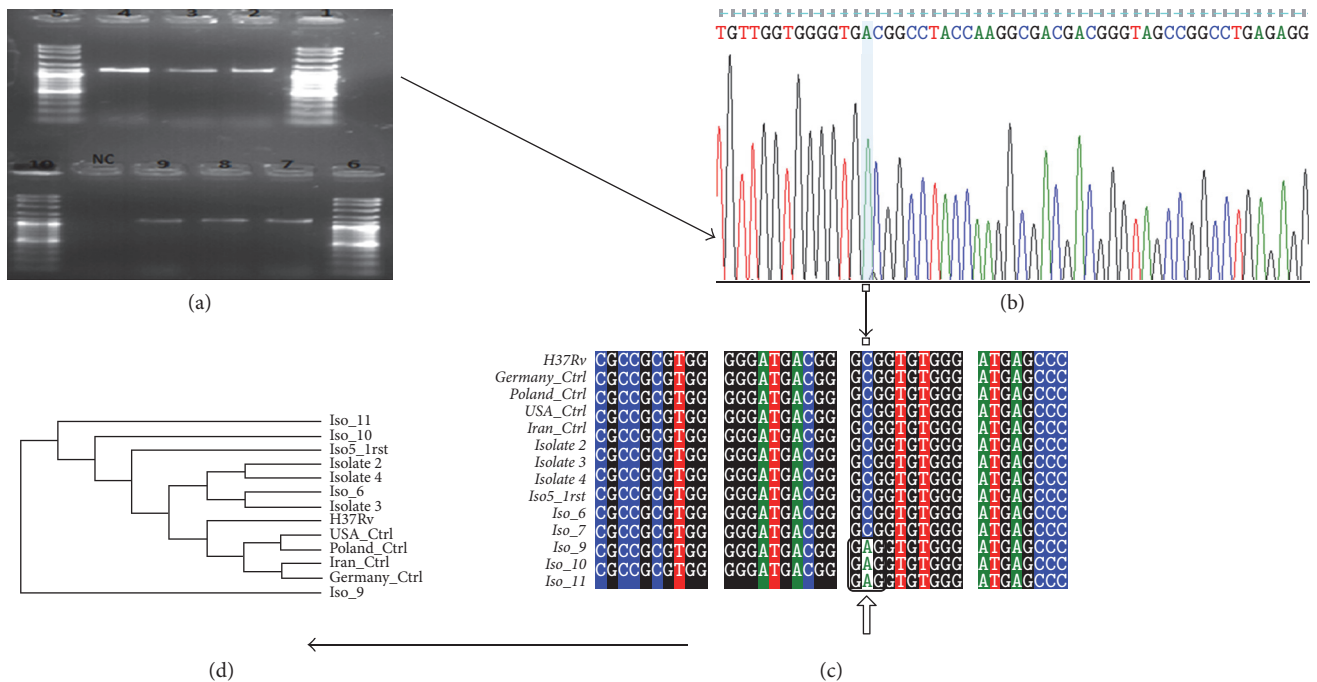 5 4 3 2 1
10 NC 9 8 7 6
(a)
TGTTGGTGGGGTGACGGCCTACCAAGGCGACGACGGGTAGCCGGCCTGAGAGG
(b)
Iso_11
Iso_10
Iso5_1rst
Isolate 2
Isolate 4
Iso_6
Isolate 3
H37Rv
USA_Ctrl
Poland_Ctrl
Iran_Ctrl
Germany_Ctrl
Iso_9
(d)
H37Rv
Germany_Ctrl
Poland_Ctrl
USA_Ctrl
Iran_Ctrl
Isolate 2
Isolate 3
Isolate 4
Iso5_1rst
Iso_6
Iso_7
Iso_9
Iso_10
Iso_11
CGCCGCGTGG
CGCCGCGTGG
CGCCGCGTGG
CGCCGCGTGG
CGCCGCGTGG
CGCCGCGTGG
CGCCGCGTGG
CGCCGCGTGG
CGCCGCGTGG
CGCCGCGTGG
CGCCGCGTGG
CGCCGCGTGG
GGGATGACGG
GGGATGACGG
GGGATGACGG
GGGATGACGG
GGGATGACGG
GGGATGACGG
GGGATGACGG
GGGATGACGG
GGGATGACGG
GGGATGACGG
GGGATGACGG
GGGATGACGG
GCGGTGTGGG
GCGGTGTGGG
GCGGTGTGGG
GCGGTGTGGG
GCGGTGTGGG
GCGGTGTGGG
GCGGTGTGGG
GCGGTGTGGG
GCGGTGTGGG
GCGGTGTGGG
GCGGTGTGGG
GAGGTGTGGG
GAGGTGTGGG
GAGGTGTGGG
ATGAGCCC
ATGAGCCC
ATGAGCCC
ATGAGCCC
ATGAGCCC
ATGAGCCC
ATGAGCCC
ATGAGCCC
ATGAGCCC
ATGAGCCC
ATGAGCCC
ATGAGCCC
ATGAGCCC
ATGAGCCC
(c)